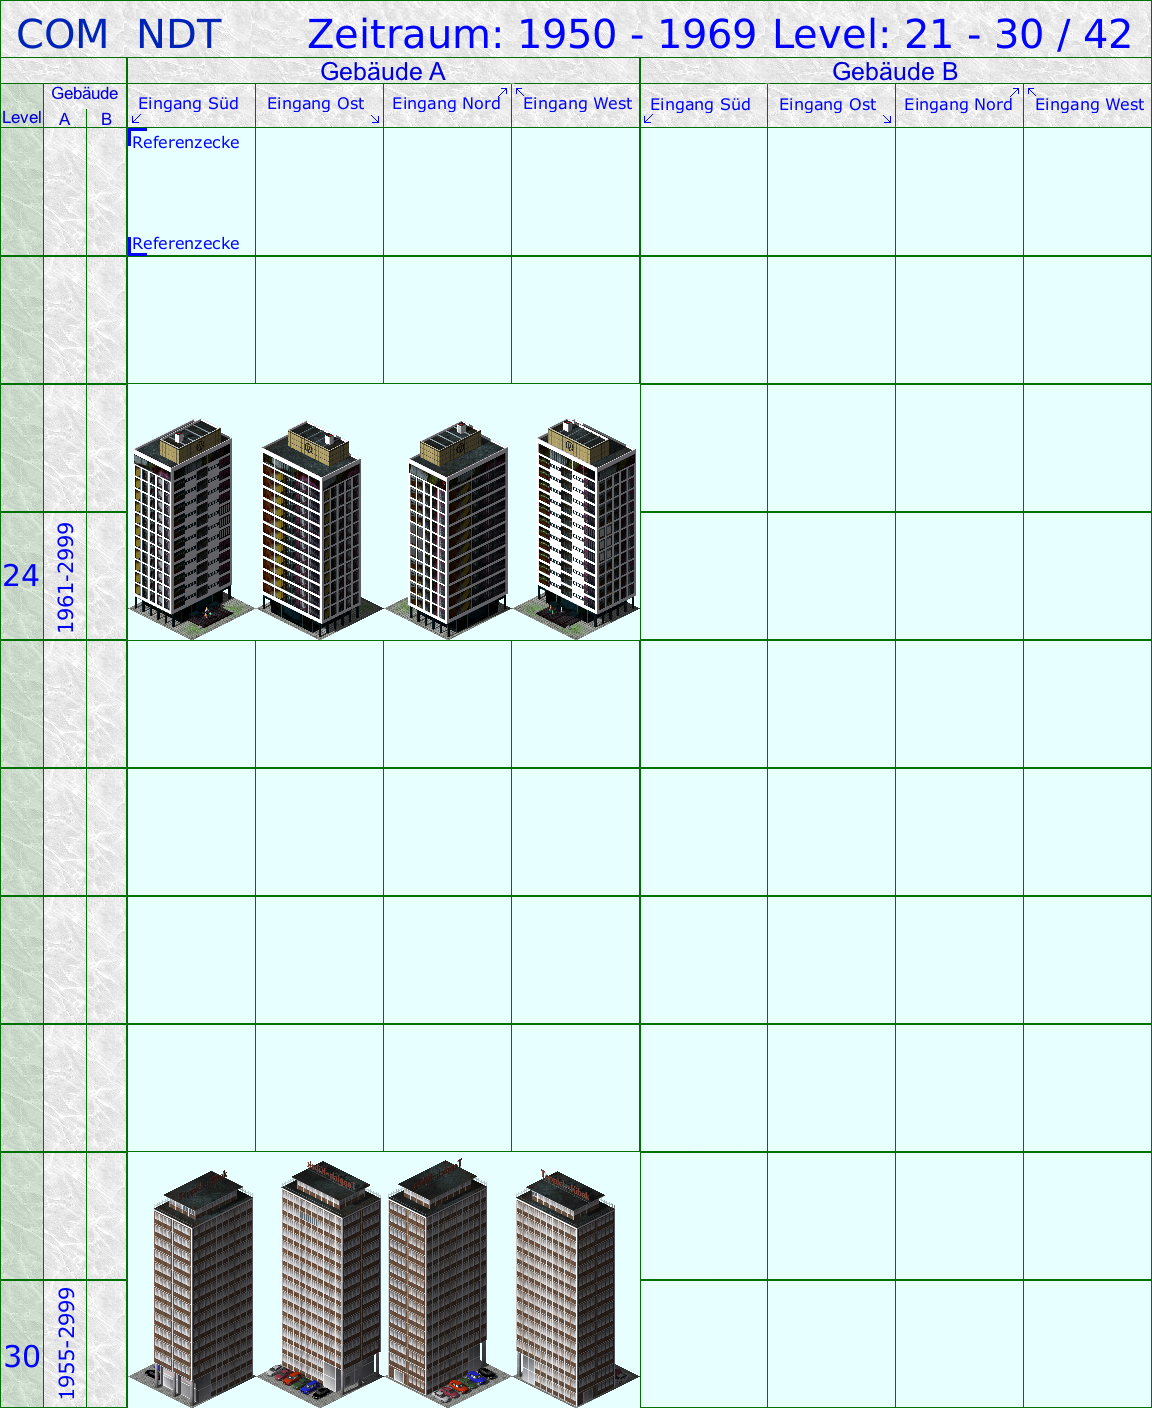 COM NDT Zeitraum: 1950 - 1969 Level: 21 - 30 / 42
Gebäude A Gebäude B
Level Gebäude A B
Eingang Süd Eingang Ost Eingang Nord Eingang West Eingang Süd Eingang Ost Eingang Nord Eingang West
Referenzecke
Referenzecke
24 1961-2999
30 1955-2999